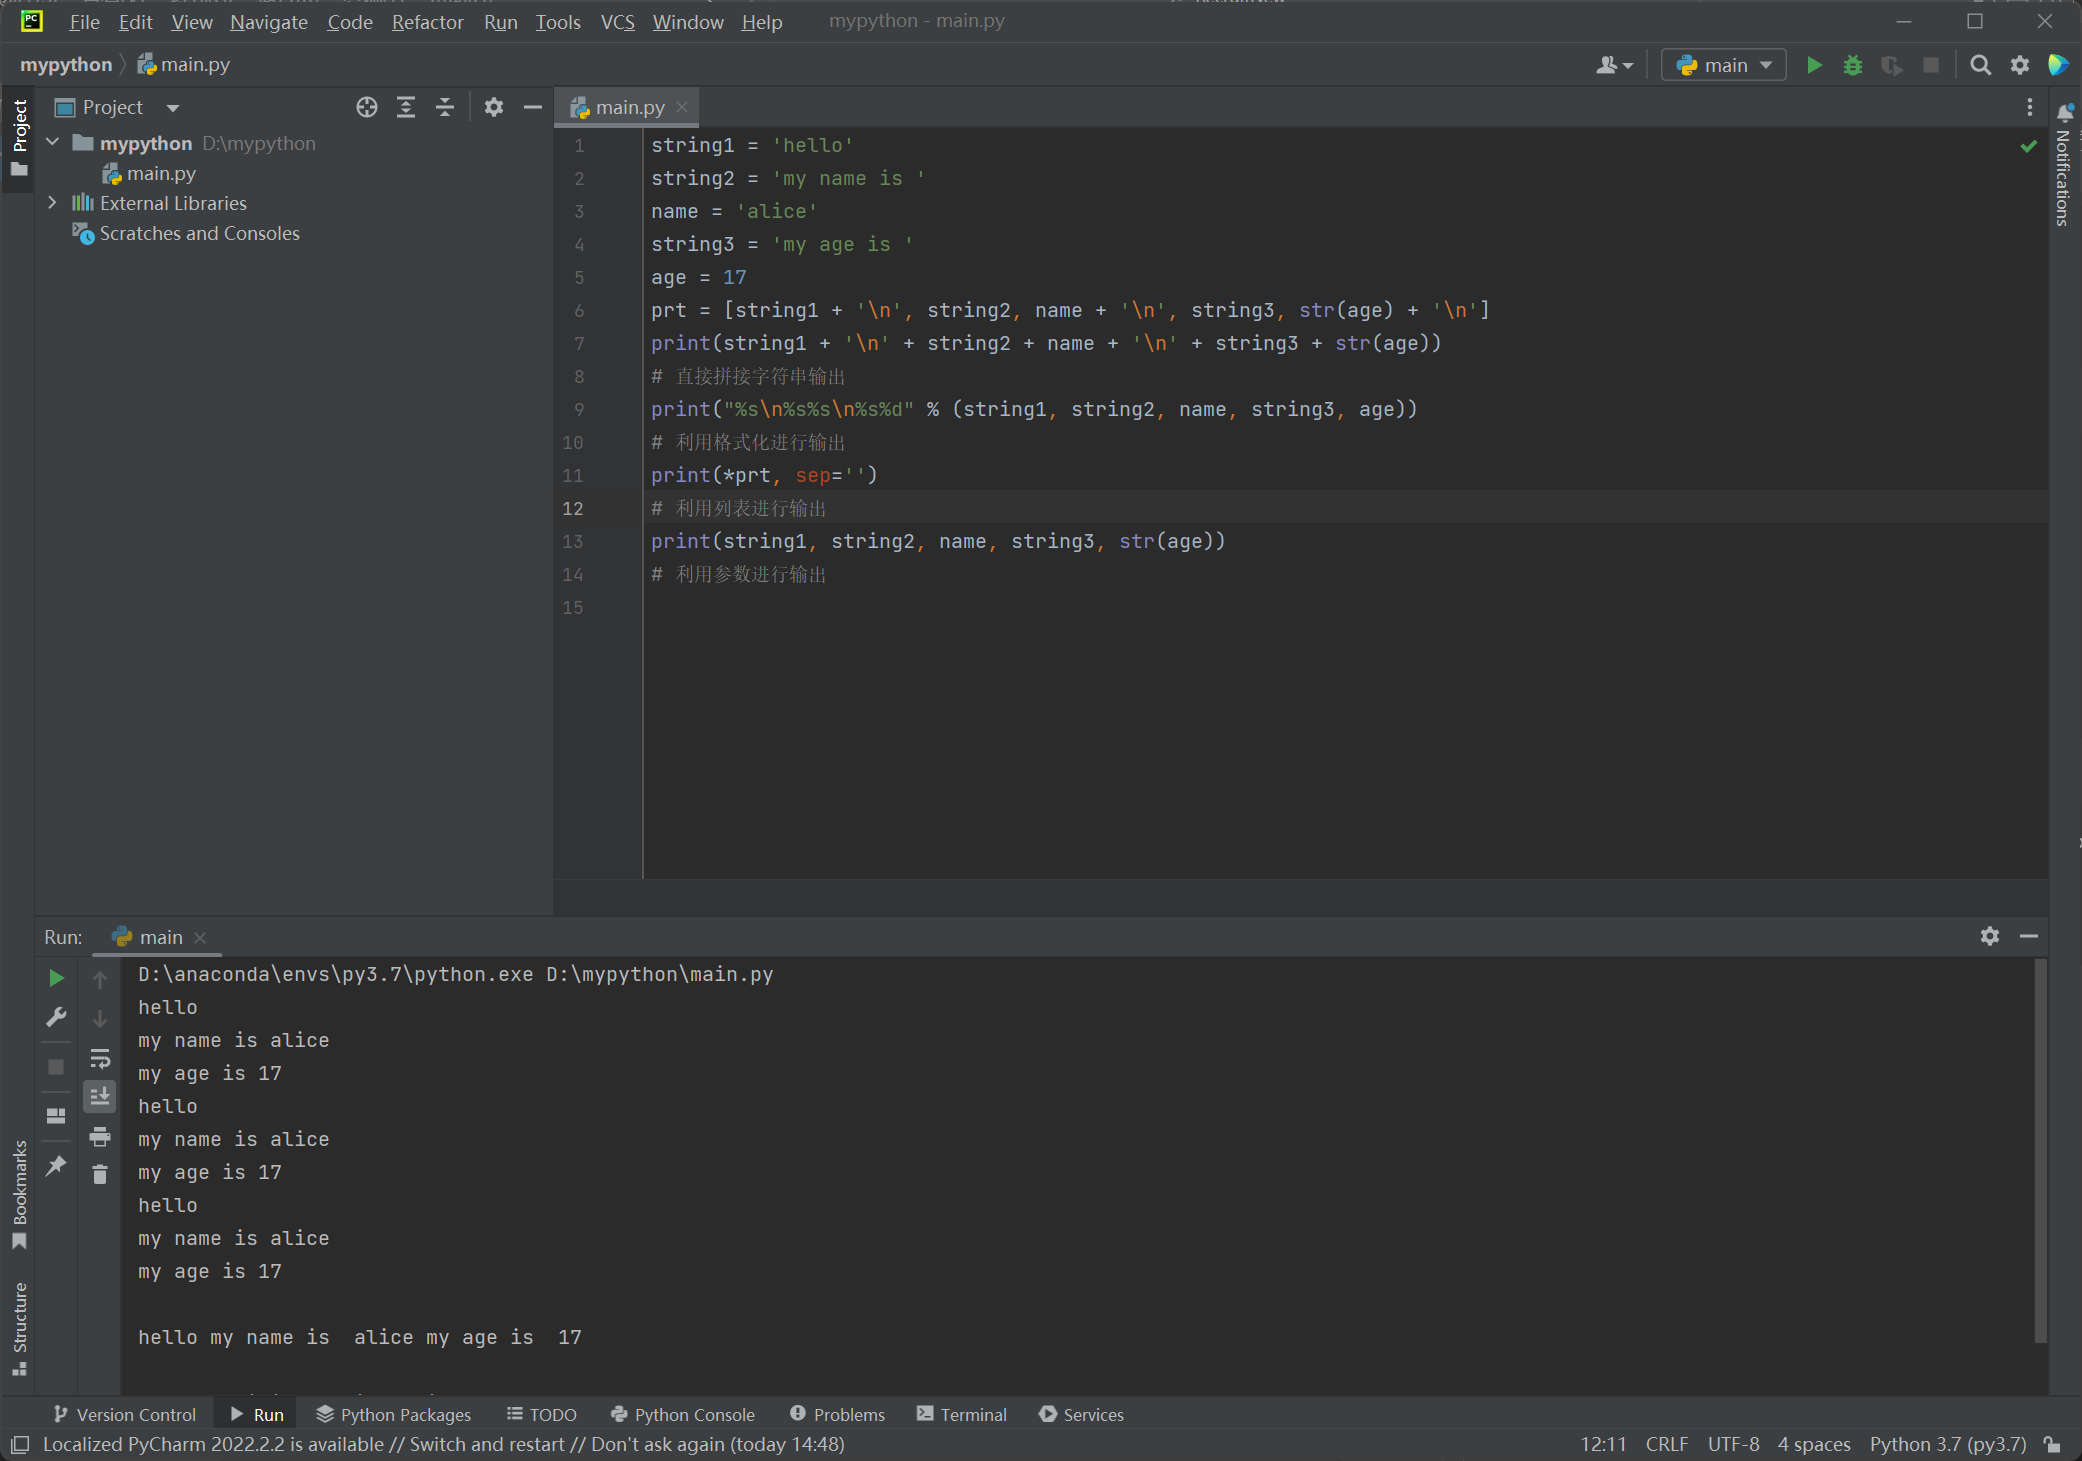 File Edit View Navigate Code Refactor Run Tools VCS Window Help mypython - main.py
mypython main.py
main
Project
Project
mypython D:\mypython
main.py
External Libraries
Scratches and Consoles
main.py
1 string1 = 'hello'
2 string2 = 'my name is '
3 name = 'alice'
4 string3 = 'my age is '
5 age = 17
6 prt = [string1 + '\n', string2, name + '\n', string3, str(age) + '\n']
7 print(string1 + '\n' + string2 + name + '\n' + string3 + str(age))
8 # 直接拼接字符串输出
9 print("%s\n%s%s\n%s%d" % (string1, string2, name, string3, age))
10 # 利用格式化进行输出
11 print(*prt, sep='')
12 # 利用列表进行输出
13 print(string1, string2, name, string3, str(age))
14 # 利用参数进行输出
15
Notifications
Run: main
D:\anaconda\envs\py3.7\python.exe D:\mypython\main.py
hello
my name is alice
my age is 17
hello
my name is alice
my age is 17
hello
my name is alice
my age is 17
hello my name is  alice my age is  17
Bookmarks
Structure
Version Control Run Python Packages TODO Python Console Problems Terminal Services
Localized PyCharm 2022.2.2 is available // Switch and restart // Don't ask again (today 14:48) 12:11 CRLF UTF-8 4 spaces Python 3.7 (py3.7)